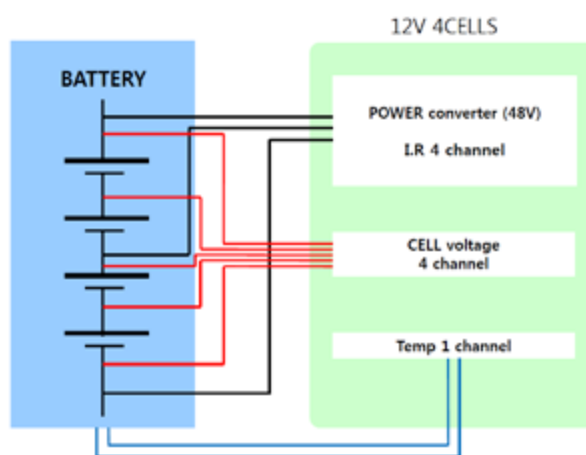 12V 4CELLS
BATTERY
POWER converter (48V)
I.R 4 channel
CELL voltage
4 channel
Temp 1 channel